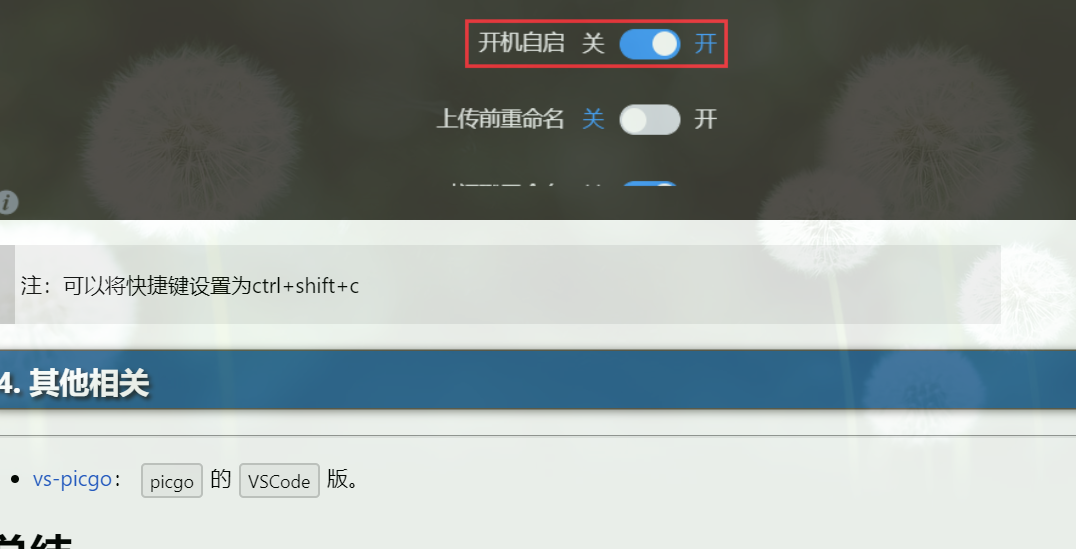 开机自启 关 开
上传前重命名 关 开
注：可以将快捷键设置为ctrl+shift+c
4. 其他相关
vs-picgo： picgo 的 VSCode 版。
总结